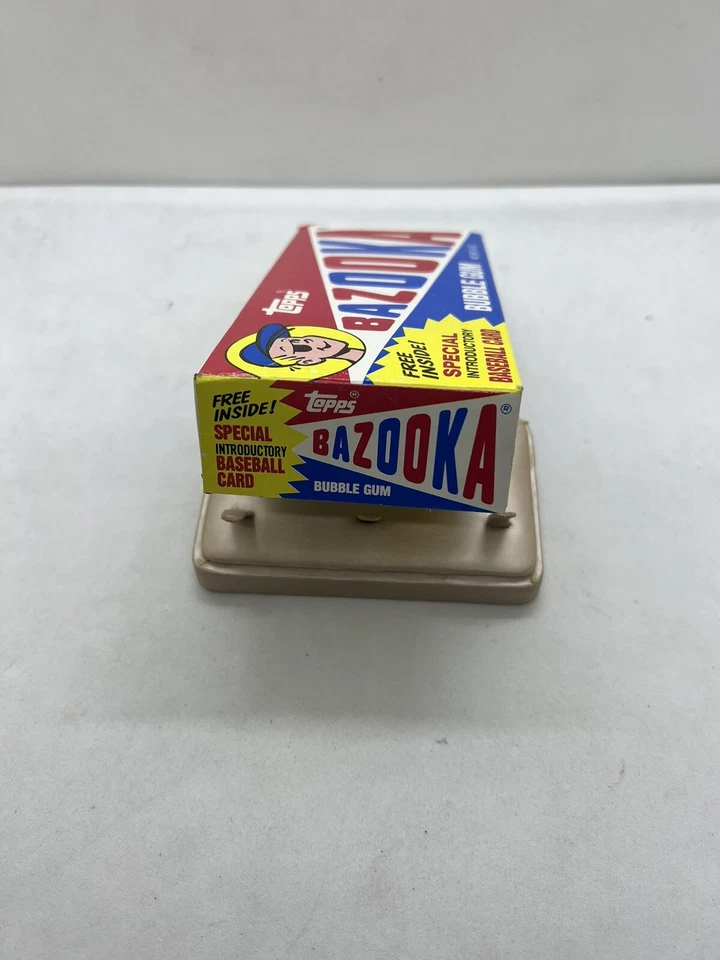 topps
BAZOOKA
BUBBLE GUM
FREE
INSIDE!
SPECIAL
INTRODUCTORY
BASEBALL CARD
FREE
INSIDE!
SPECIAL
INTRODUCTORY
BASEBALL
CARD
topps®
BAZOOKA®
BUBBLE GUM